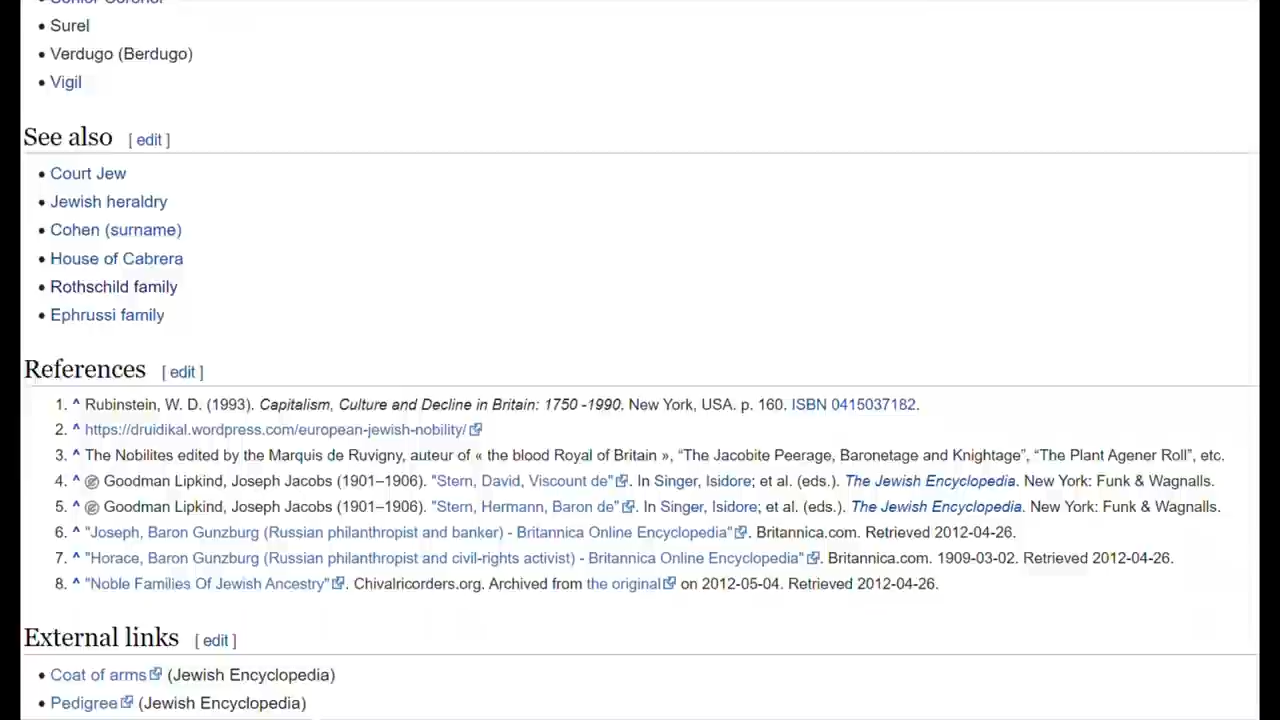 Surel
Verdugo (Berdugo)
Vigil
See also [ edit ]
Court Jew
Jewish heraldry
Cohen (surname)
House of Cabrera
Rothschild family
Ephrussi family
References [ edit ]
1. ^ Rubinstein, W. D. (1993). Capitalism, Culture and Decline in Britain: 1750 -1990. New York, USA. p. 160. ISBN 0415037182.
2. ^ https://druidikal.wordpress.com/european-jewish-nobility/
3. ^ The Nobilites edited by the Marquis de Ruvigny, auteur of « the blood Royal of Britain », “The Jacobite Peerage, Baronetage and Knightage”, “The Plant Agener Roll”, etc.
4. ^ Goodman Lipkind, Joseph Jacobs (1901–1906). "Stern, David, Viscount de". In Singer, Isidore; et al. (eds.). The Jewish Encyclopedia. New York: Funk & Wagnalls.
5. ^ Goodman Lipkind, Joseph Jacobs (1901–1906). "Stern, Hermann, Baron de". In Singer, Isidore; et al. (eds.). The Jewish Encyclopedia. New York: Funk & Wagnalls.
6. ^ "Joseph, Baron Gunzburg (Russian philanthropist and banker) - Britannica Online Encyclopedia". Britannica.com. Retrieved 2012-04-26.
7. ^ "Horace, Baron Gunzburg (Russian philanthropist and civil-rights activist) - Britannica Online Encyclopedia". Britannica.com. 1909-03-02. Retrieved 2012-04-26.
8. ^ "Noble Families Of Jewish Ancestry". Chivalricorders.org. Archived from the original on 2012-05-04. Retrieved 2012-04-26.
External links [ edit ]
Coat of arms (Jewish Encyclopedia)
Pedigree (Jewish Encyclopedia)